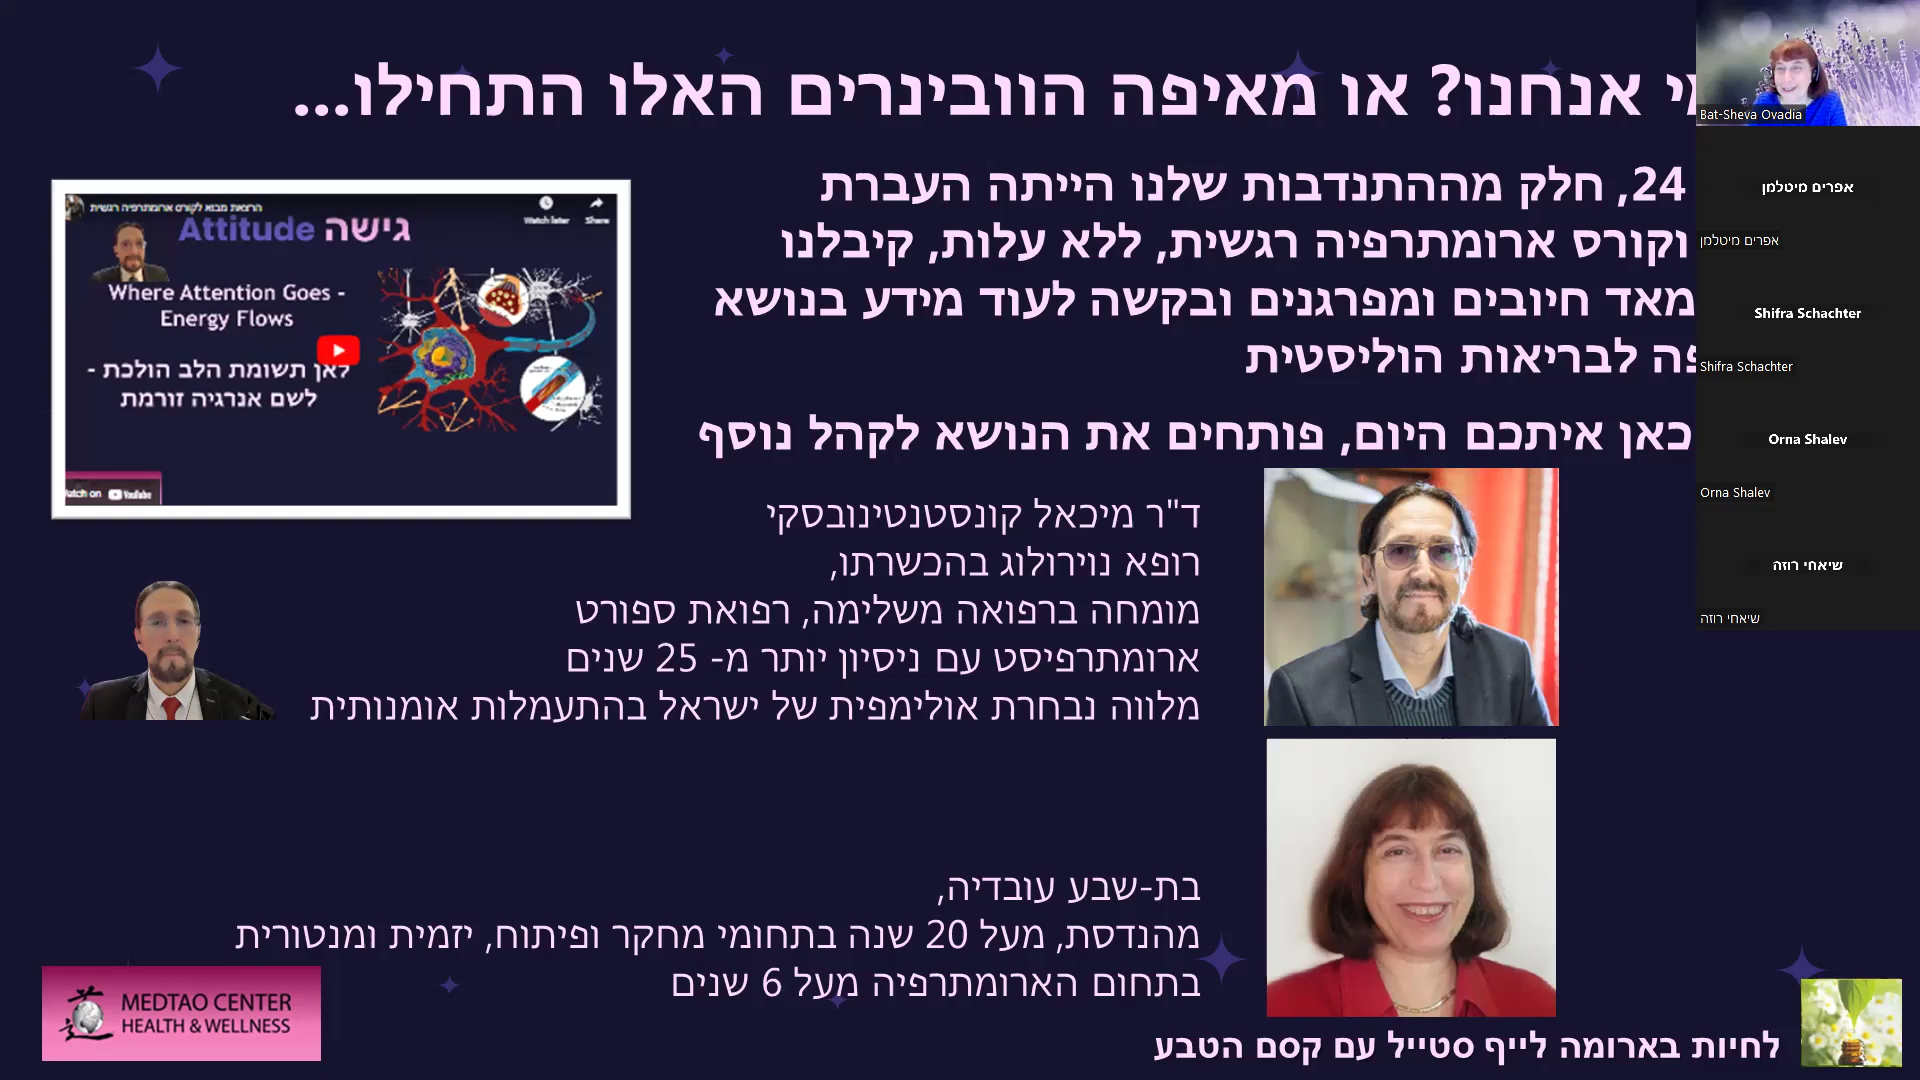 מי אנחנו? או מאיפה הוובינרים האלו התחילו...
24, חלק מההתנדבות שלנו הייתה העברת
וקורס ארומתרפיה רגשית, ללא עלות, קיבלנו
מאד חיובים ומפרגנים ובקשה לעוד מידע בנושא
לבריאות הוליסטית
כאן איתכם היום, פותחים את הנושא לקהל נוסף
הרצאת מבוא לקורס ארומתרפיה רגשית
Watch later
Share
גישה Attitude
Where Attention Goes -
Energy Flows
לאן תשומת הלב הולכת -
לשם אנרגיה זורמת
YouTube
ד"ר מיכאל קונסטנטינובסקי
רופא נוירולוג בהכשרתו,
מומחה ברפואה משלימה, רפואת ספורט
ארומתרפיסט עם ניסיון יותר מ- 25 שנים
מלווה נבחרת אולימפית של ישראל בהתעמלות אומנותית
בת-שבע עובדיה,
מהנדסת, מעל 20 שנה בתחומי מחקר ופיתוח, יזמית ומנטורית
בתחום הארומתרפיה מעל 6 שנים
MEDTAO CENTER
HEALTH & WELLNESS
לחיות בארומה לייף סטייל עם קסם הטבע
Bat-Sheva Ovadia
אפרים מיטלמן
אפרים מיטלמן
Shifra Schachter
Shifra Schachter
Orna Shalev
Orna Shalev
שיאחי רוזה
שיאחי רוזה